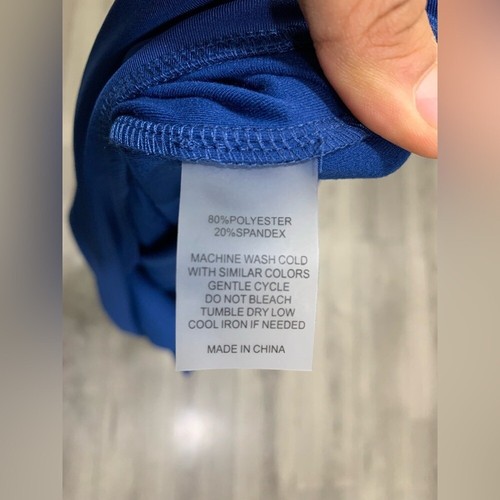 80%POLYESTER
20%SPANDEX
MACHINE WASH COLD
WITH SIMILAR COLORS
GENTLE CYCLE
DO NOT BLEACH
TUMBLE DRY LOW
COOL IRON IF NEEDED
MADE IN CHINA